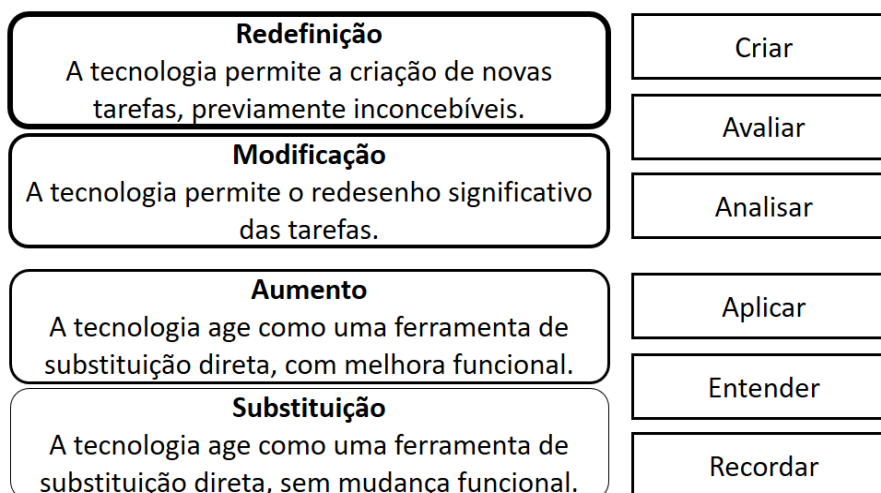 Redefinição
A tecnologia permite a criação de novas
tarefas, previamente inconcebíveis.
Modificação
A tecnologia permite o redesenho significativo
das tarefas.
Aumento
A tecnologia age como uma ferramenta de
substituição direta, com melhora funcional.
Substituição
A tecnologia age como uma ferramenta de
substituição direta, sem mudança funcional.
Criar
Avaliar
Analisar
Aplicar
Entender
Recordar